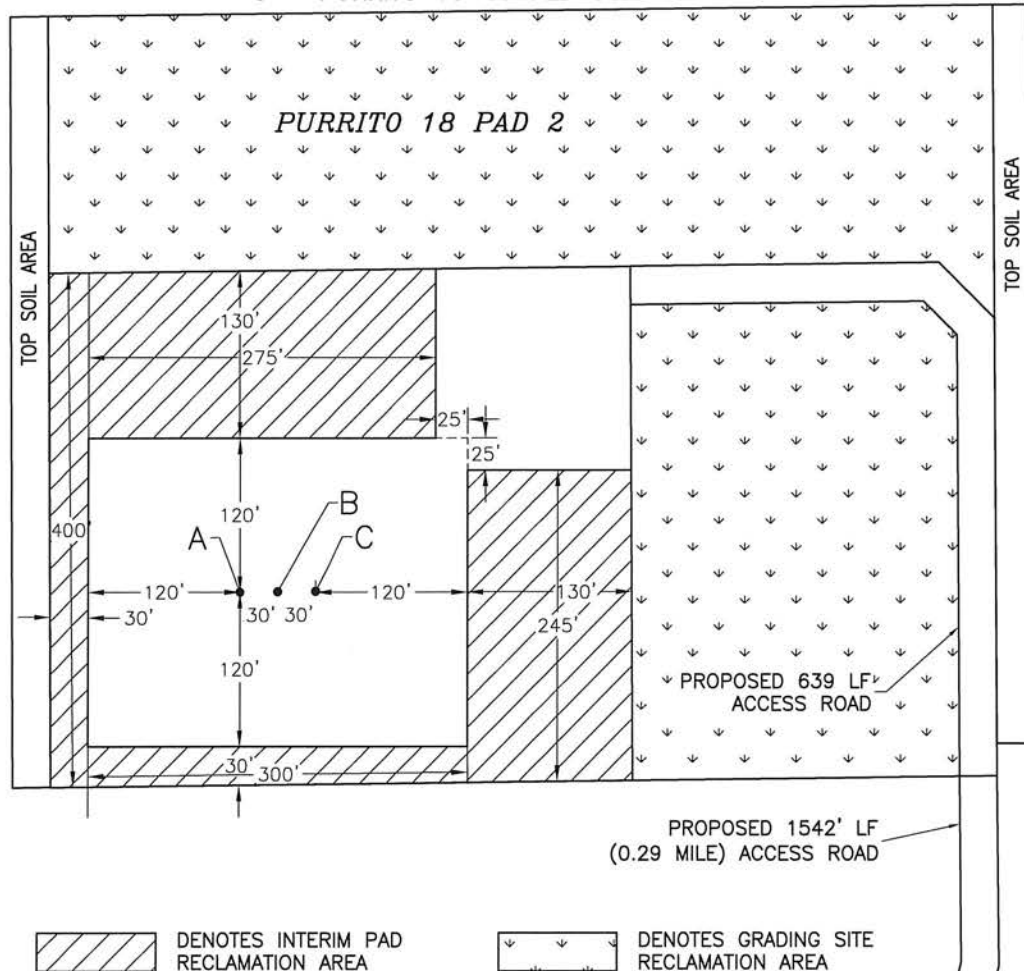 PURRITO 18 PAD 2
TOP SOIL AREA
TOP SOIL AREA
130'
275'
25'
25'
400'
120'
A
B
C
120'
30'
30'
120'
130'
30'
245'
120'
30'
300'
PROPOSED 639 LF
ACCESS ROAD
PROPOSED 1542' LF
(0.29 MILE) ACCESS ROAD
DENOTES INTERIM PAD
RECLAMATION AREA
DENOTES GRADING SITE
RECLAMATION AREA